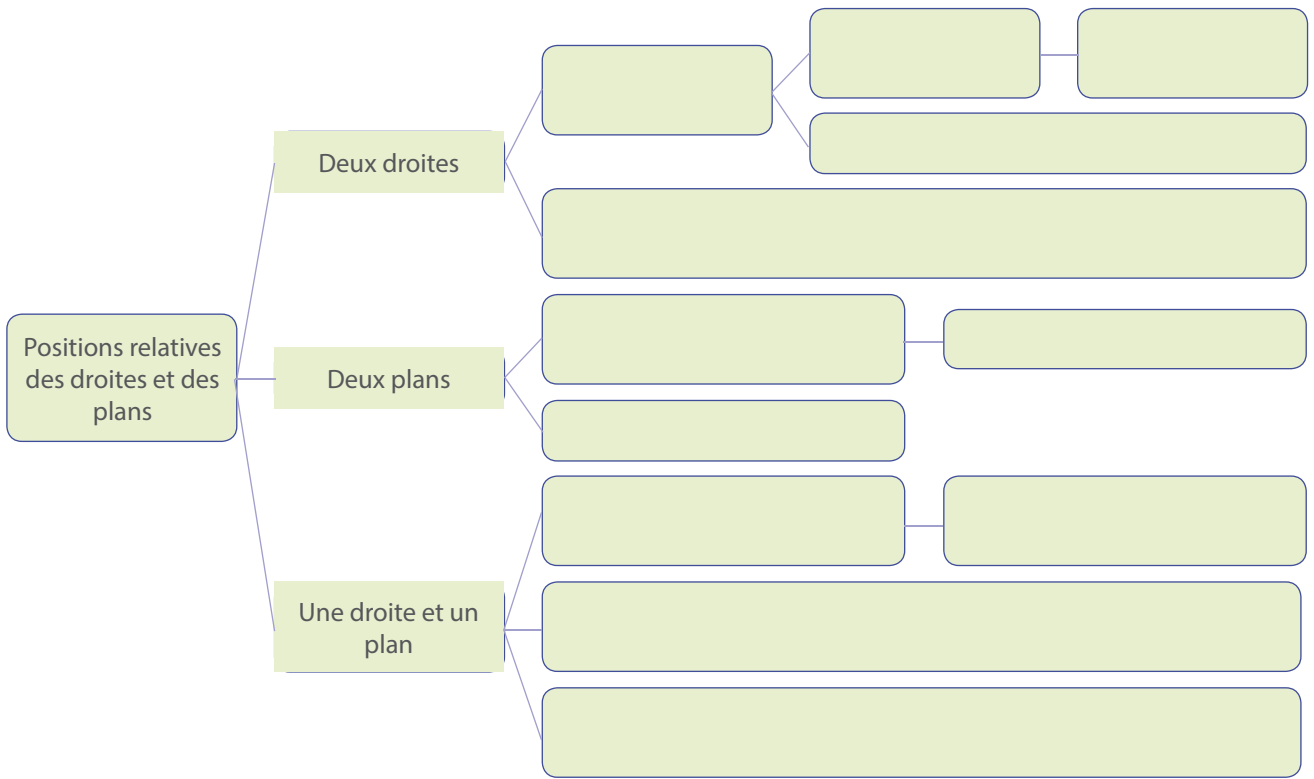 Deux droites
Positions relatives
des droites et des
plans
Deux plans
Une droite et un
plan